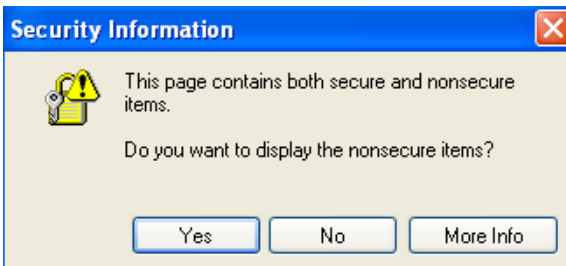 Security Information
This page contains both secure and nonsecure
items.
Do you want to display the nonsecure items?
Yes No More Info